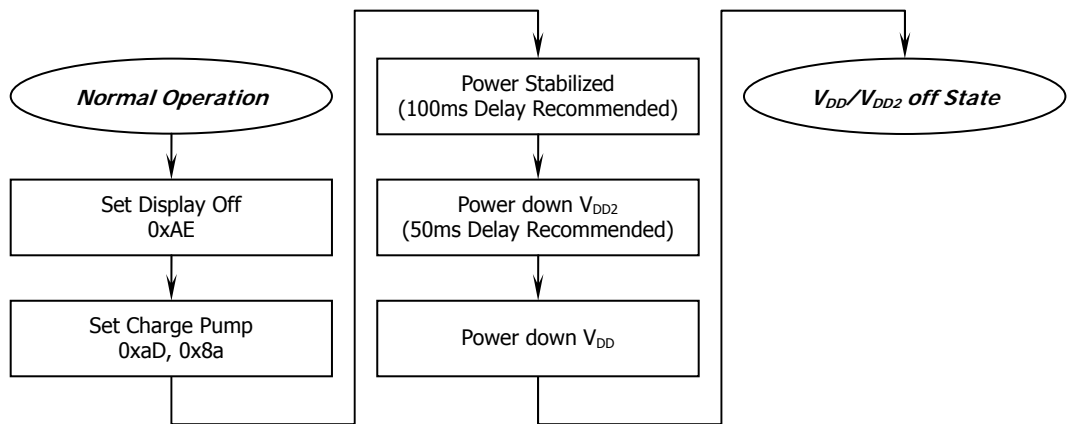 Normal Operation
Set Display Off
0xAE
Set Charge Pump
0xaD, 0x8a
Power Stabilized
(100ms Delay Recommended)
Power down VDD2
(50ms Delay Recommended)
Power down VDD
VDD/VDD2 off State